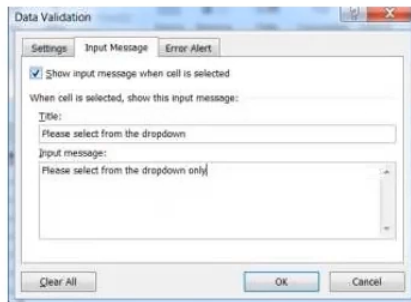 Data Validation
Settings
Input Message
Error Alert
Show input message when cell is selected
When cell is selected, show this input message:
Title:
Please select from the dropdown
Input message:
Please select from the dropdown only
Clear All
OK
Cancel